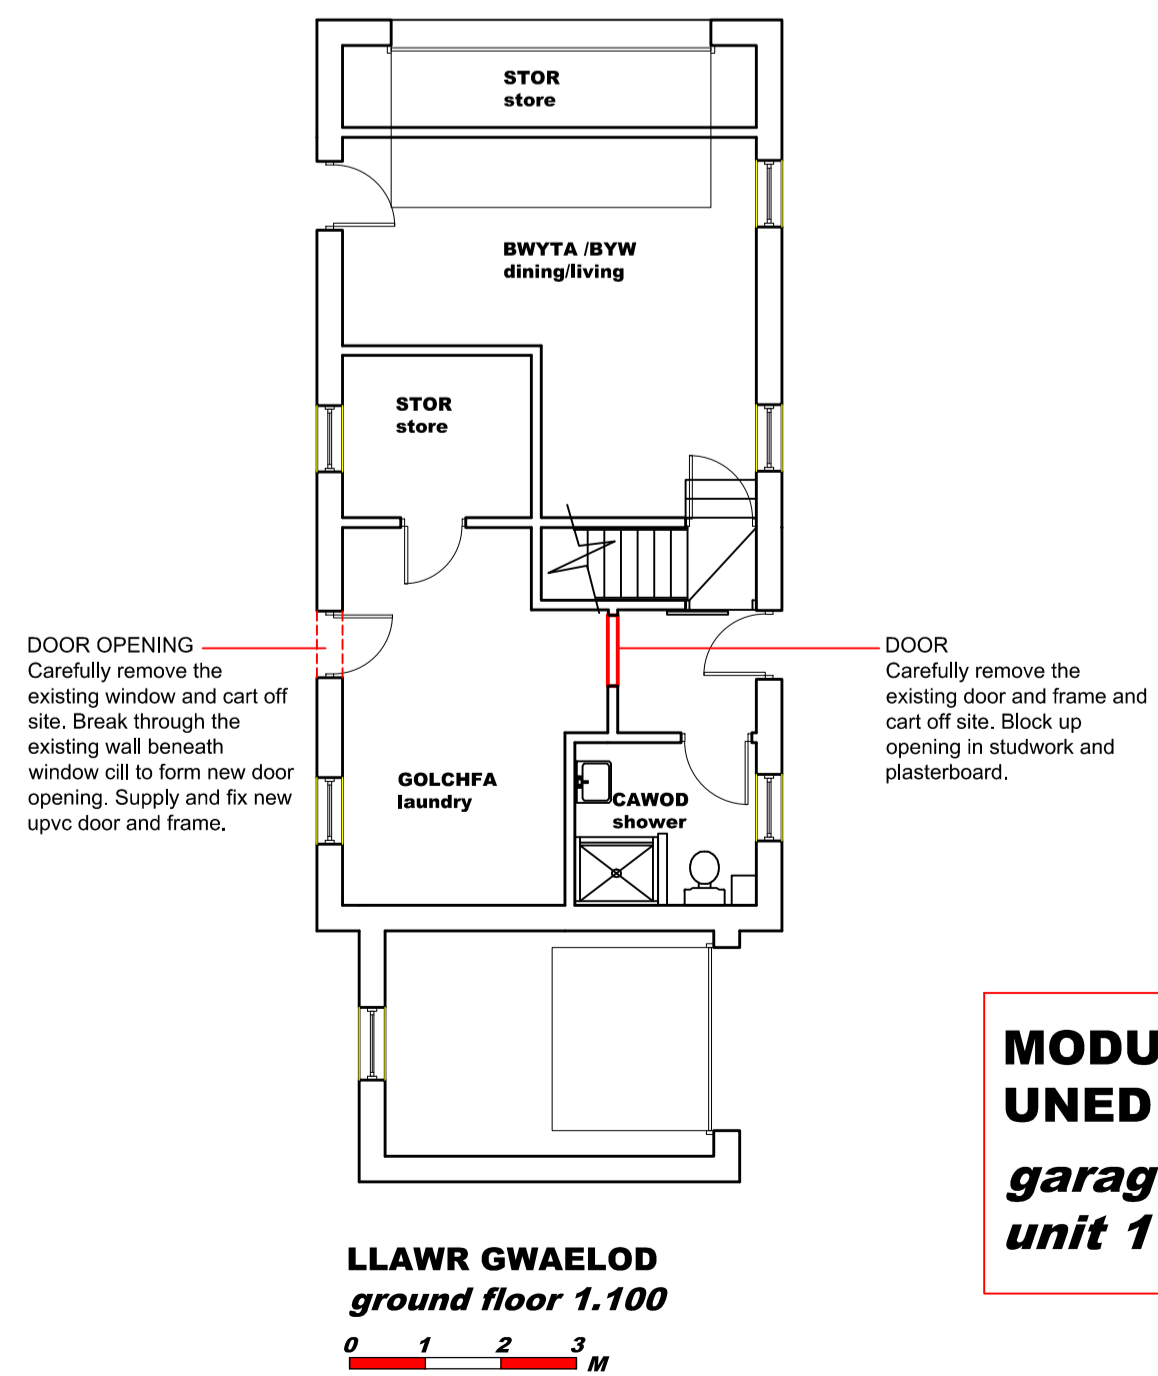 STOR
store
BWYTA /BYW
dining/living
STOR
store
DOOR OPENING
Carefully remove the
existing window and cart off
site. Break through the
existing wall beneath
window cill to form new door
opening. Supply and fix new
upvc door and frame.
DOOR
Carefully remove the
existing door and frame and
cart off site. Block up
opening in studwork and
plasterboard.
GOLCHFA
laundry
CAWOD
shower
MODU
UNED
garag
unit 1
LLAWR GWAELOD
ground floor 1.100
0 1 2 3
M